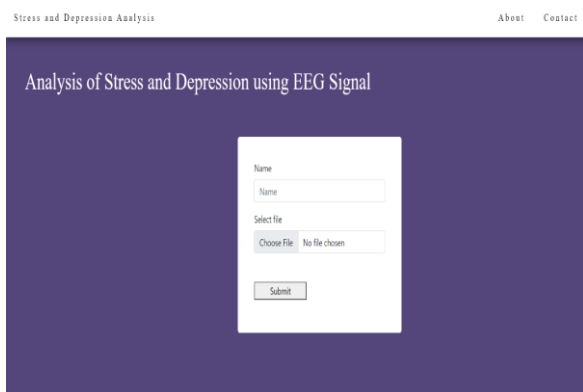 Stress and Depression Analysis About Contact
Analysis of Stress and Depression using EEG Signal
Name
Name
Select file
Choose File No file chosen
Submit